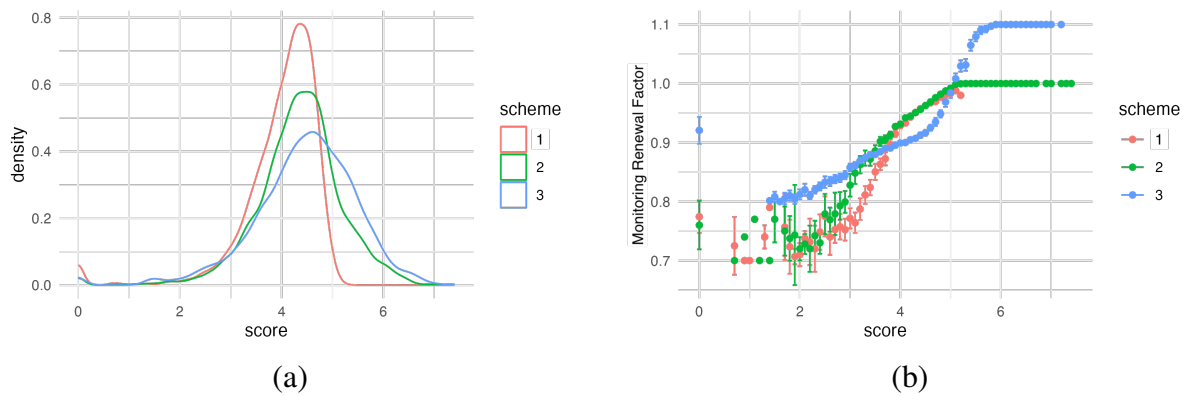 0.8
0.6
0.4
0.2
0.0
density
0 2 4 6
score
scheme
1
2
3
(a)
1.1
1.0
0.9
0.8
0.7
Monitoring Renewal Factor
0 2 4 6
score
scheme
1
2
3
(b)